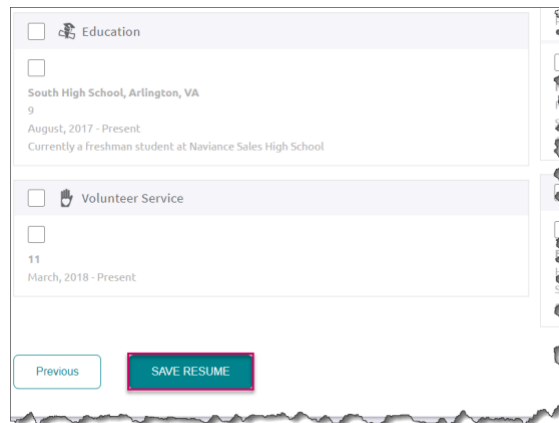 Education
South High School, Arlington, VA
9
August, 2017 - Present
Currently a freshman student at Naviance Sales High School
Volunteer Service
11
March, 2018 - Present
Previous
SAVE RESUME